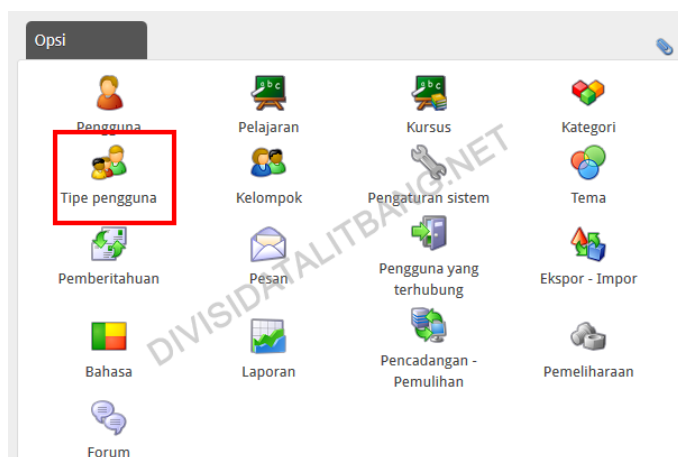 Opsi
Pengguna
Pelajaran
Kursus
Kategori
Tipe pengguna
Kelompok
Pengaturan sistem
Tema
Pemberitahuan
Pesan
Pengguna yang
terhubung
Ekspor - Impor
Bahasa
Laporan
Pencadangan -
Pemulihan
Pemeliharaan
Forum
DIVISIDATALITBANG.NET